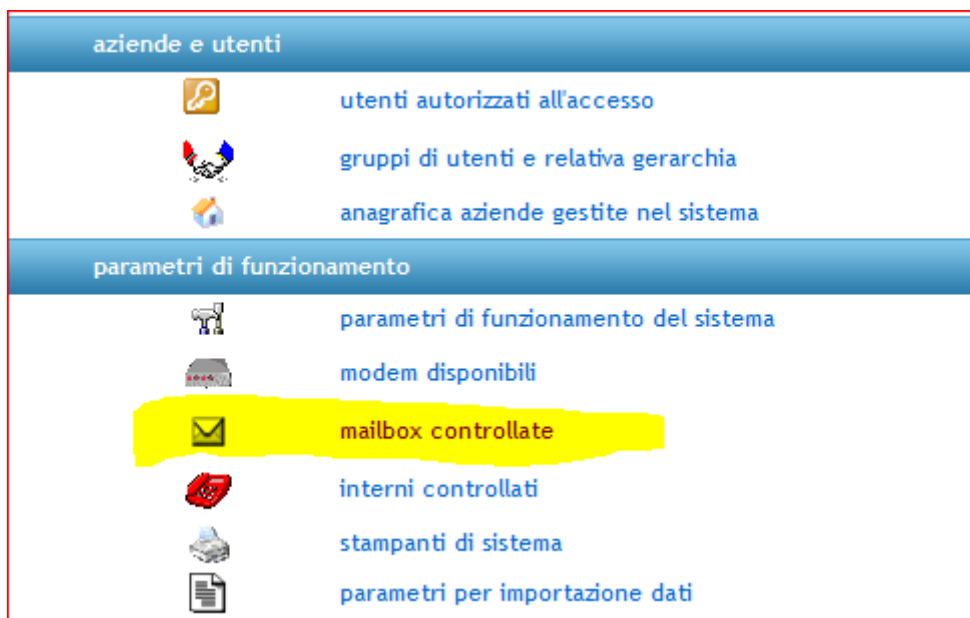 aziende e utenti
utenti autorizzati all'accesso
gruppi di utenti e relativa gerarchia
anagrafica aziende gestite nel sistema
parametri di funzionamento
parametri di funzionamento del sistema
modem disponibili
mailbox controllate
interni controllati
stampanti di sistema
parametri per importazione dati